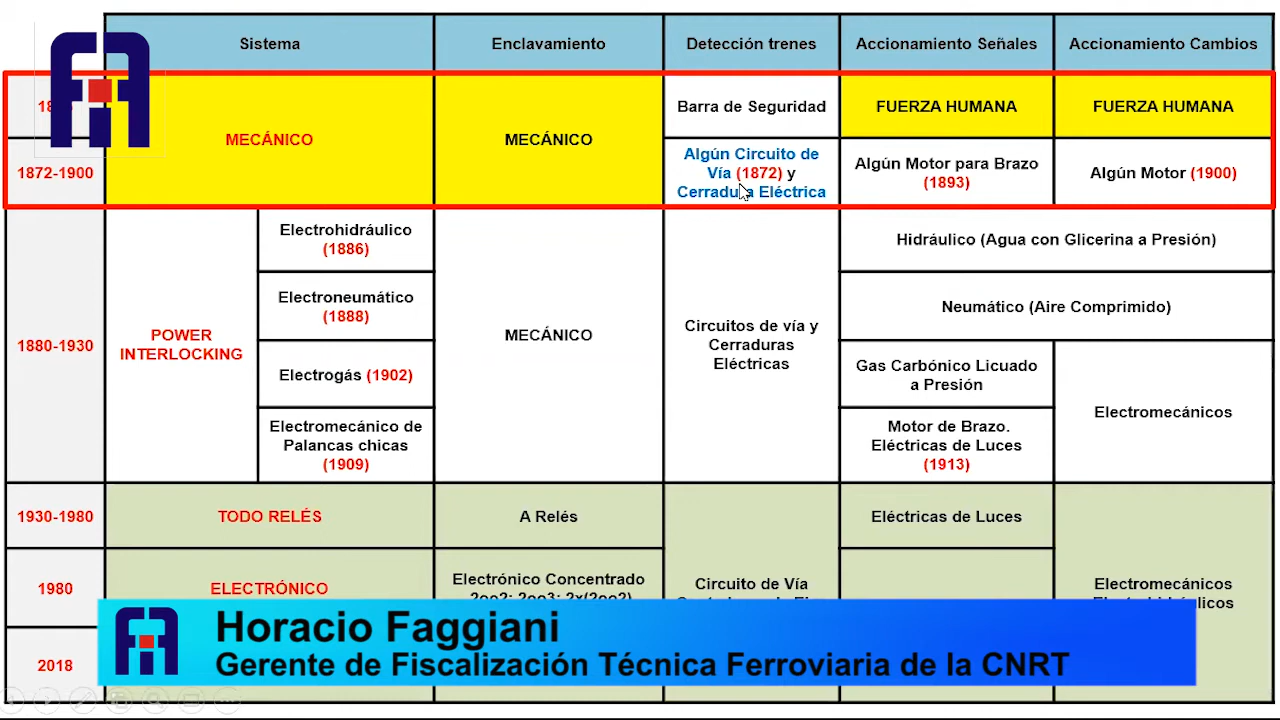 Sistema
Enclavamiento
Detección trenes
Accionamiento Señales
Accionamiento Cambios
MECÁNICO
MECÁNICO
Barra de Seguridad
FUERZA HUMANA
FUERZA HUMANA
1872-1900
Algún Circuito de
Vía (1872) y
Cerradura Eléctrica
Algún Motor para Brazo
(1893)
Algún Motor (1900)
1880-1930
POWER
INTERLOCKING
Electrohidráulico
(1886)
Electroneumático
(1888)
Electrogás (1902)
Electromecánico de
Palancas chicas
(1909)
MECÁNICO
Circuitos de vía y
Cerraduras
Eléctricas
Hidráulico (Agua con Glicerina a Presión)
Neumático (Aire Comprimido)
Gas Carbónico Licuado
a Presión
Motor de Brazo.
Eléctricas de Luces
(1913)
Electromecánicos
1930-1980
TODO RELÉS
A Relés
Eléctricas de Luces
1980
ELECTRÓNICO
Electrónico Concentrado
2oo2; 2oo3; 2x(2oo2)
Circuito de Vía
Electromecánicos
2018
Horacio Faggiani
Gerente de Fiscalización Técnica Ferroviaria de la CNRT